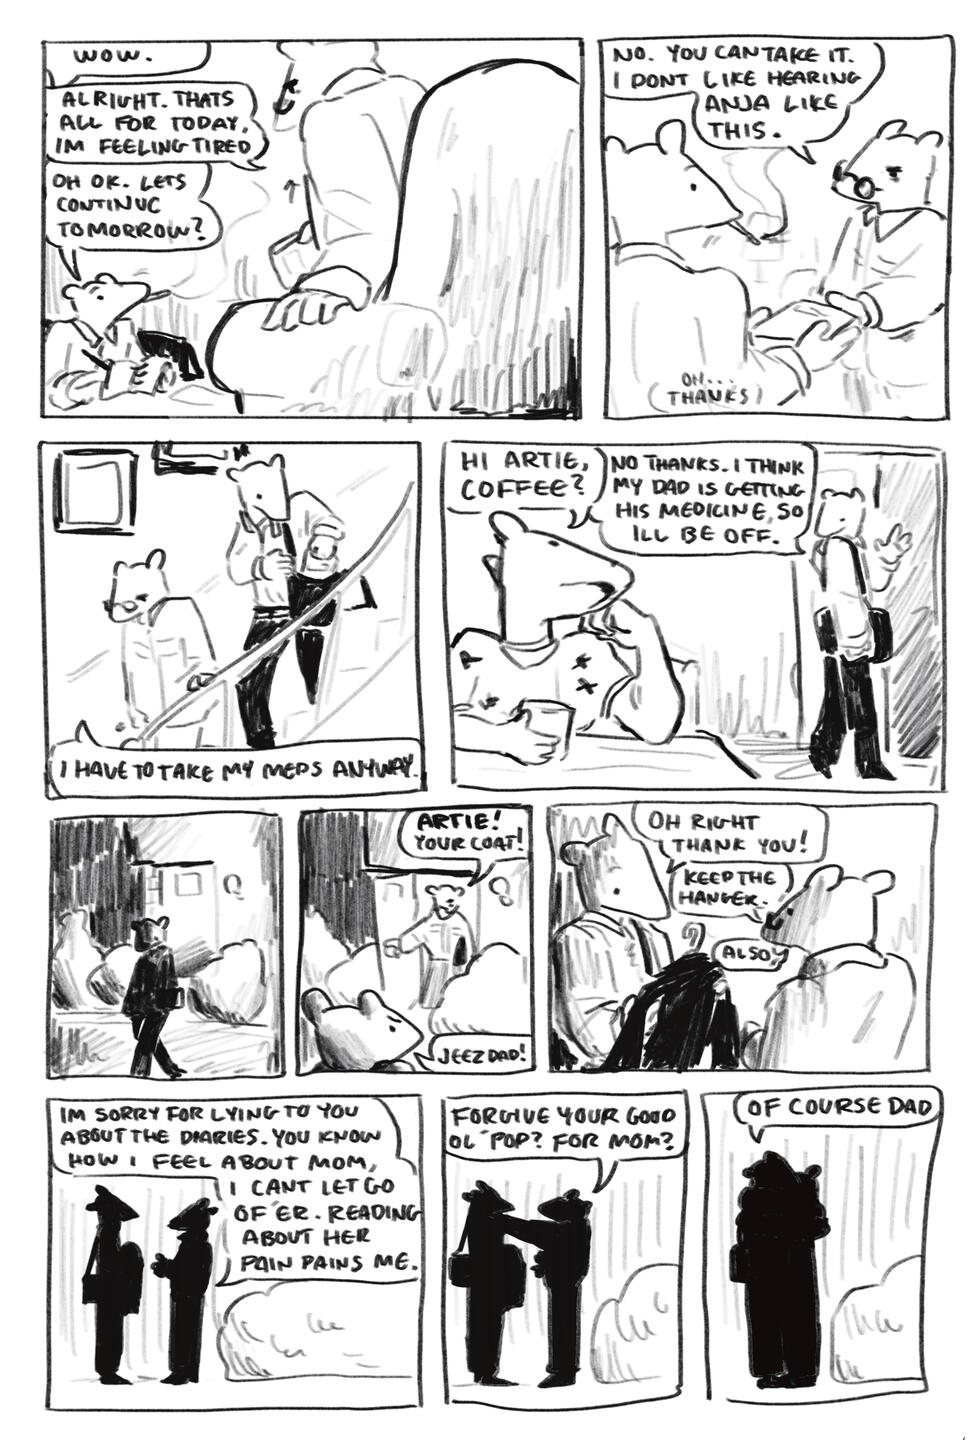 WOW.
ALRIGHT. THATS
ALL FOR TODAY,
IM FEELING TIRED
OH OK. LETS
CONTINUE
TOMORROW?
NO. YOU CAN TAKE IT.
I DONT LIKE HEARING
ANJA LIKE
THIS.
OH...
(THANKS)
I HAVE TO TAKE MY MEDS ANYWAY.
HI ARTIE,
COFFEE?
NO THANKS. I THINK
MY DAD IS GETTING
HIS MEDICINE, SO
ILL BE OFF.
ARTIE!
YOUR COAT!
JEEZ DAD!
OH RIGHT
THANK YOU!
KEEP THE
HANGER.
ALSO
IM SORRY FOR LYING TO YOU
ABOUT THE DIARIES. YOU KNOW
HOW I FEEL ABOUT MOM,
I CANT LET GO
OF 'ER. READING
ABOUT HER
PAIN PAINS ME.
FORGIVE YOUR GOOD
OL' POP? FOR MOM?
OF COURSE DAD